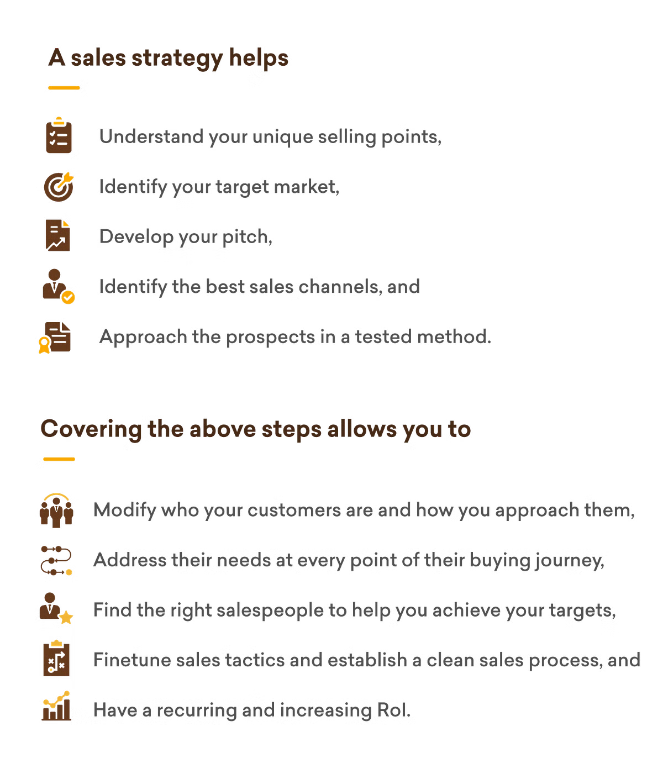 A sales strategy helps
Understand your unique selling points,
Identify your target market,
Develop your pitch,
Identify the best sales channels, and
Approach the prospects in a tested method.
Covering the above steps allows you to
Modify who your customers are and how you approach them,
Address their needs at every point of their buying journey,
Find the right salespeople to help you achieve your targets,
Finetune sales tactics and establish a clean sales process, and
Have a recurring and increasing RoI.